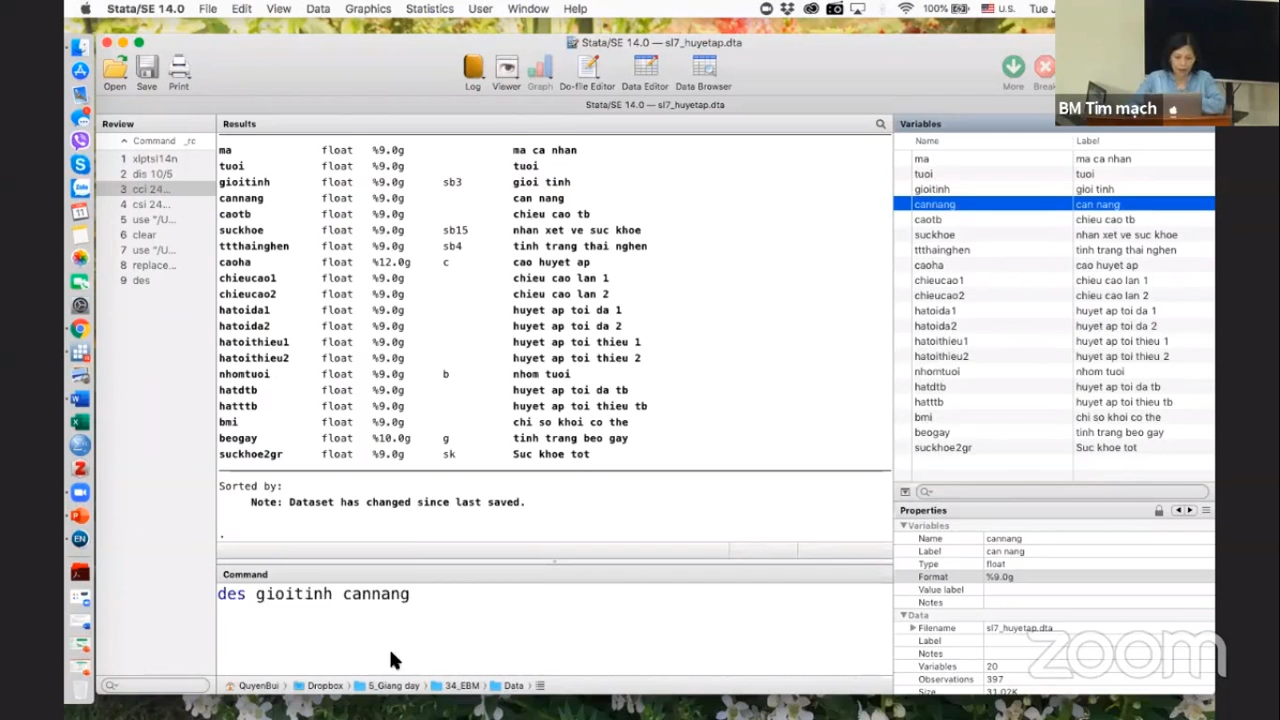 Stata/SE 14.0 File Edit View Data Graphics Statistics User Window Help 100% U.S. Tue
Stata/SE 14.0 — sl7_huyetap.dta
Open Save Print Log Viewer Graph Do-file Editor Data Editor Data Browser More Break
Stata/SE 14.0 — sl7_huyetap.dta
BM Tim mạch
Review
Command _rc
1 xlptsl14n
2 dis 10/5
3 cci 24...
4 csi 24...
5 use "/U...
6 clear
7 use "/U...
8 replace...
9 des
Results
ma float %9.0g ma ca nhan
tuoi float %9.0g tuoi
gioitinh float %9.0g sb3 gioi tinh
cannang float %9.0g can nang
caotb float %9.0g chieu cao tb
suckhoe float %9.0g sb15 nhan xet ve suc khoe
ttthainghen float %9.0g sb4 tinh trang thai nghen
caoha float %12.0g c cao huyet ap
chieucao1 float %9.0g chieu cao lan 1
chieucao2 float %9.0g chieu cao lan 2
hatoida1 float %9.0g huyet ap toi da 1
hatoida2 float %9.0g huyet ap toi da 2
hatoithieu1 float %9.0g huyet ap toi thieu 1
hatoithieu2 float %9.0g huyet ap toi thieu 2
nhomtuoi float %9.0g b nhom tuoi
hatdtb float %9.0g huyet ap toi da tb
hatttb float %9.0g huyet ap toi thieu tb
bmi float %9.0g chi so khoi co the
beogay float %10.0g g tinh trang beo gay
suckhoe2gr float %9.0g sk Suc khoe tot
Sorted by:
Note: Dataset has changed since last saved.
.
Command
des gioitinh cannang
QuyenBui Dropbox 5_Giang day 34_EBM Data
Variables
Name Label
ma ma ca nhan
tuoi tuoi
gioitinh gioi tinh
cannang can nang
caotb chieu cao tb
suckhoe nhan xet ve suc khoe
ttthainghen tinh trang thai nghen
caoha cao huyet ap
chieucao1 chieu cao lan 1
chieucao2 chieu cao lan 2
hatoida1 huyet ap toi da 1
hatoida2 huyet ap toi da 2
hatoithieu1 huyet ap toi thieu 1
hatoithieu2 huyet ap toi thieu 2
nhomtuoi nhom tuoi
hatdtb huyet ap toi da tb
hatttb huyet ap toi thieu tb
bmi chi so khoi co the
beogay tinh trang beo gay
suckhoe2gr Suc khoe tot
Properties
Variables
Name cannang
Label can nang
Type float
Format %9.0g
Value label
Notes
Data
Filename sl7_huyetap.dta
Label
Notes
Variables 20
Observations 397
Size 31.02K
zoom